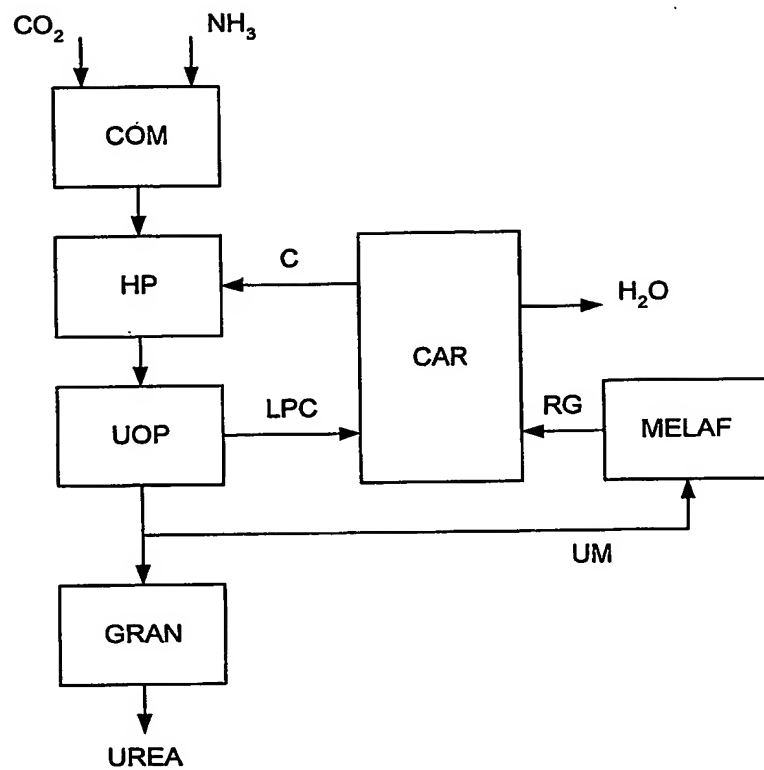 CO₂ NH₃
COM
HP
C
CAR
H₂O
UOP
LPC
RG
MELAF
UM
GRAN
UREA